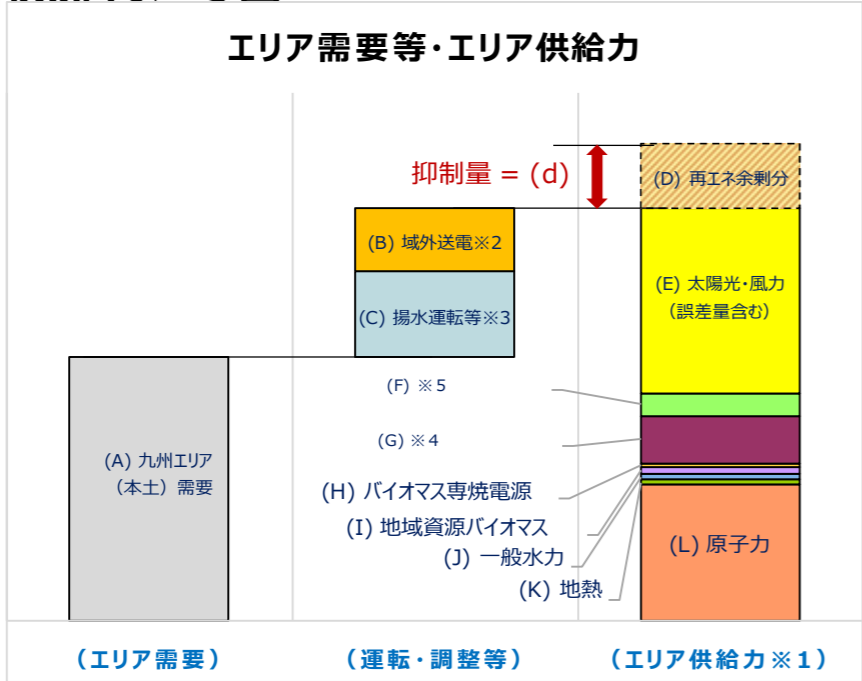 エリア需要等・エリア供給力
抑制量 = (d)
(D) 再エネ余剰分
(B) 域外送電※2
(C) 揚水運転等※3
(E) 太陽光・風力
(誤差量含む)
(F) ※5
(G) ※4
(A) 九州エリア
(本土) 需要
(H) バイオマス専焼電源
(I) 地域資源バイオマス
(J) 一般水力
(K) 地熱
(L) 原子力
(エリア需要)
(運転・調整等)
(エリア供給力※1)